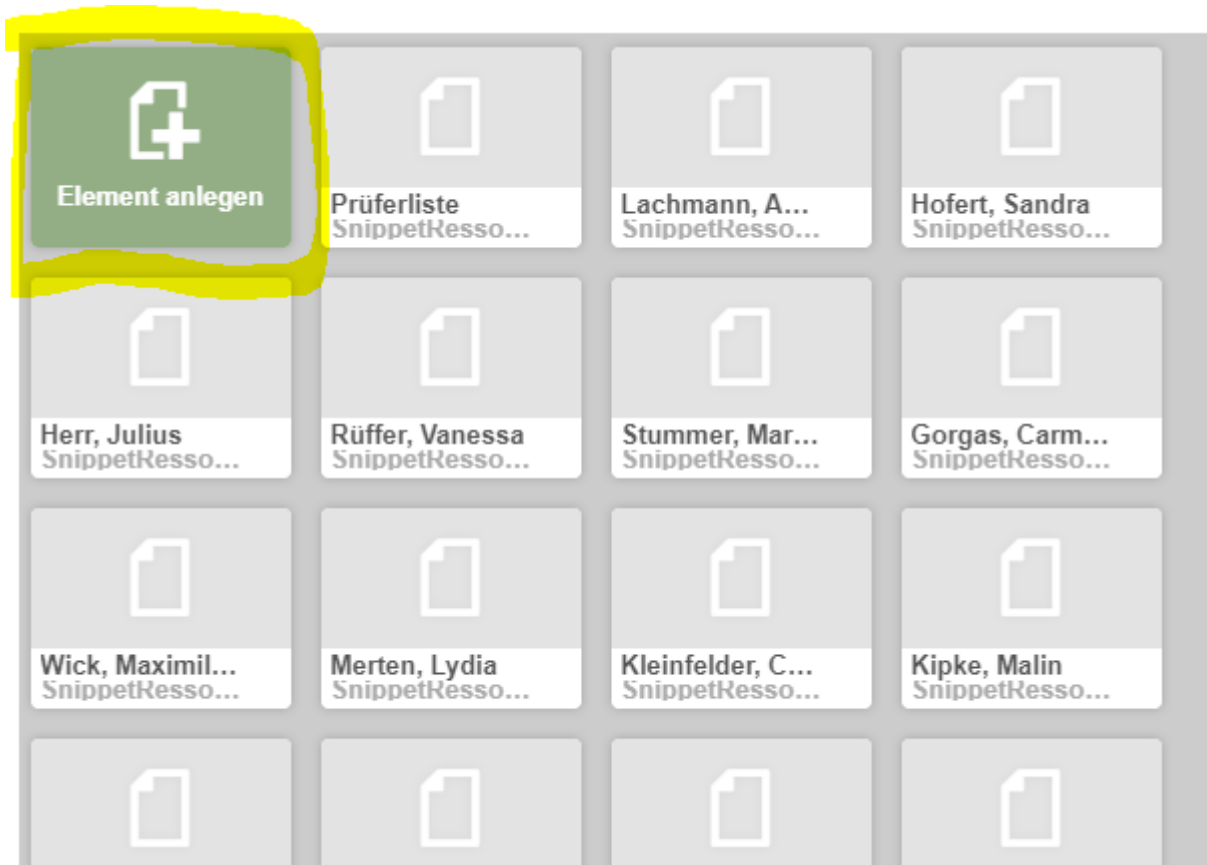 Element anlegen
Prüferliste
SnippetResso...
Lachmann, A...
SnippetResso...
Hofert, Sandra
SnippetResso...
Herr, Julius
SnippetResso...
Rüffer, Vanessa
SnippetResso...
Stummer, Mar...
SnippetResso...
Gorgas, Carm...
SnippetResso...
Wick, Maximil...
SnippetResso...
Merten, Lydia
SnippetResso...
Kleinfelder, C...
SnippetResso...
Kipke, Malin
SnippetResso...